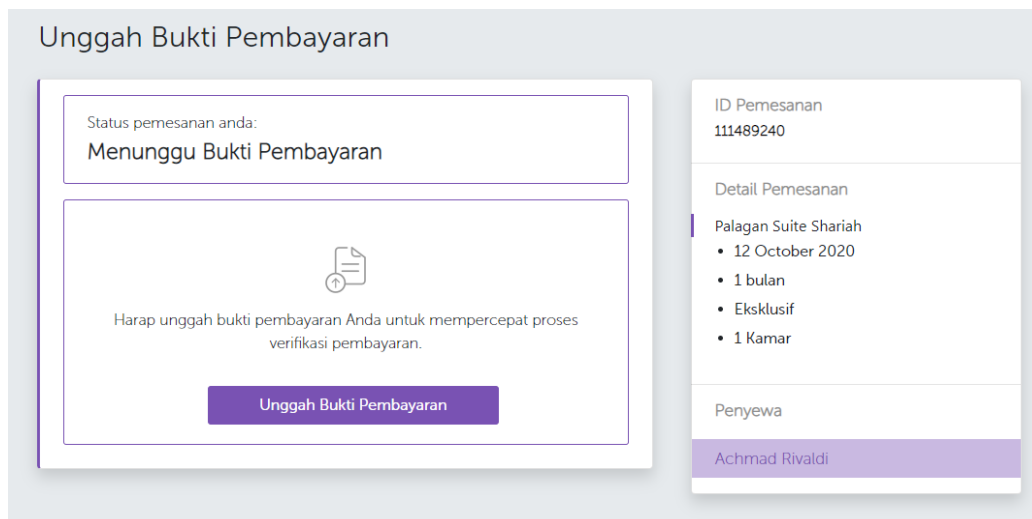 Unggah Bukti Pembayaran
Status pemesanan anda:
Menunggu Bukti Pembayaran
Harap unggah bukti pembayaran Anda untuk mempercepat proses
verifikasi pembayaran.
Unggah Bukti Pembayaran
ID Pemesanan
111489240
Detail Pemesanan
Palagan Suite Shariah
• 12 October 2020
• 1 bulan
• Eksklusif
• 1 Kamar
Penyewa
Achmad Rivaldi